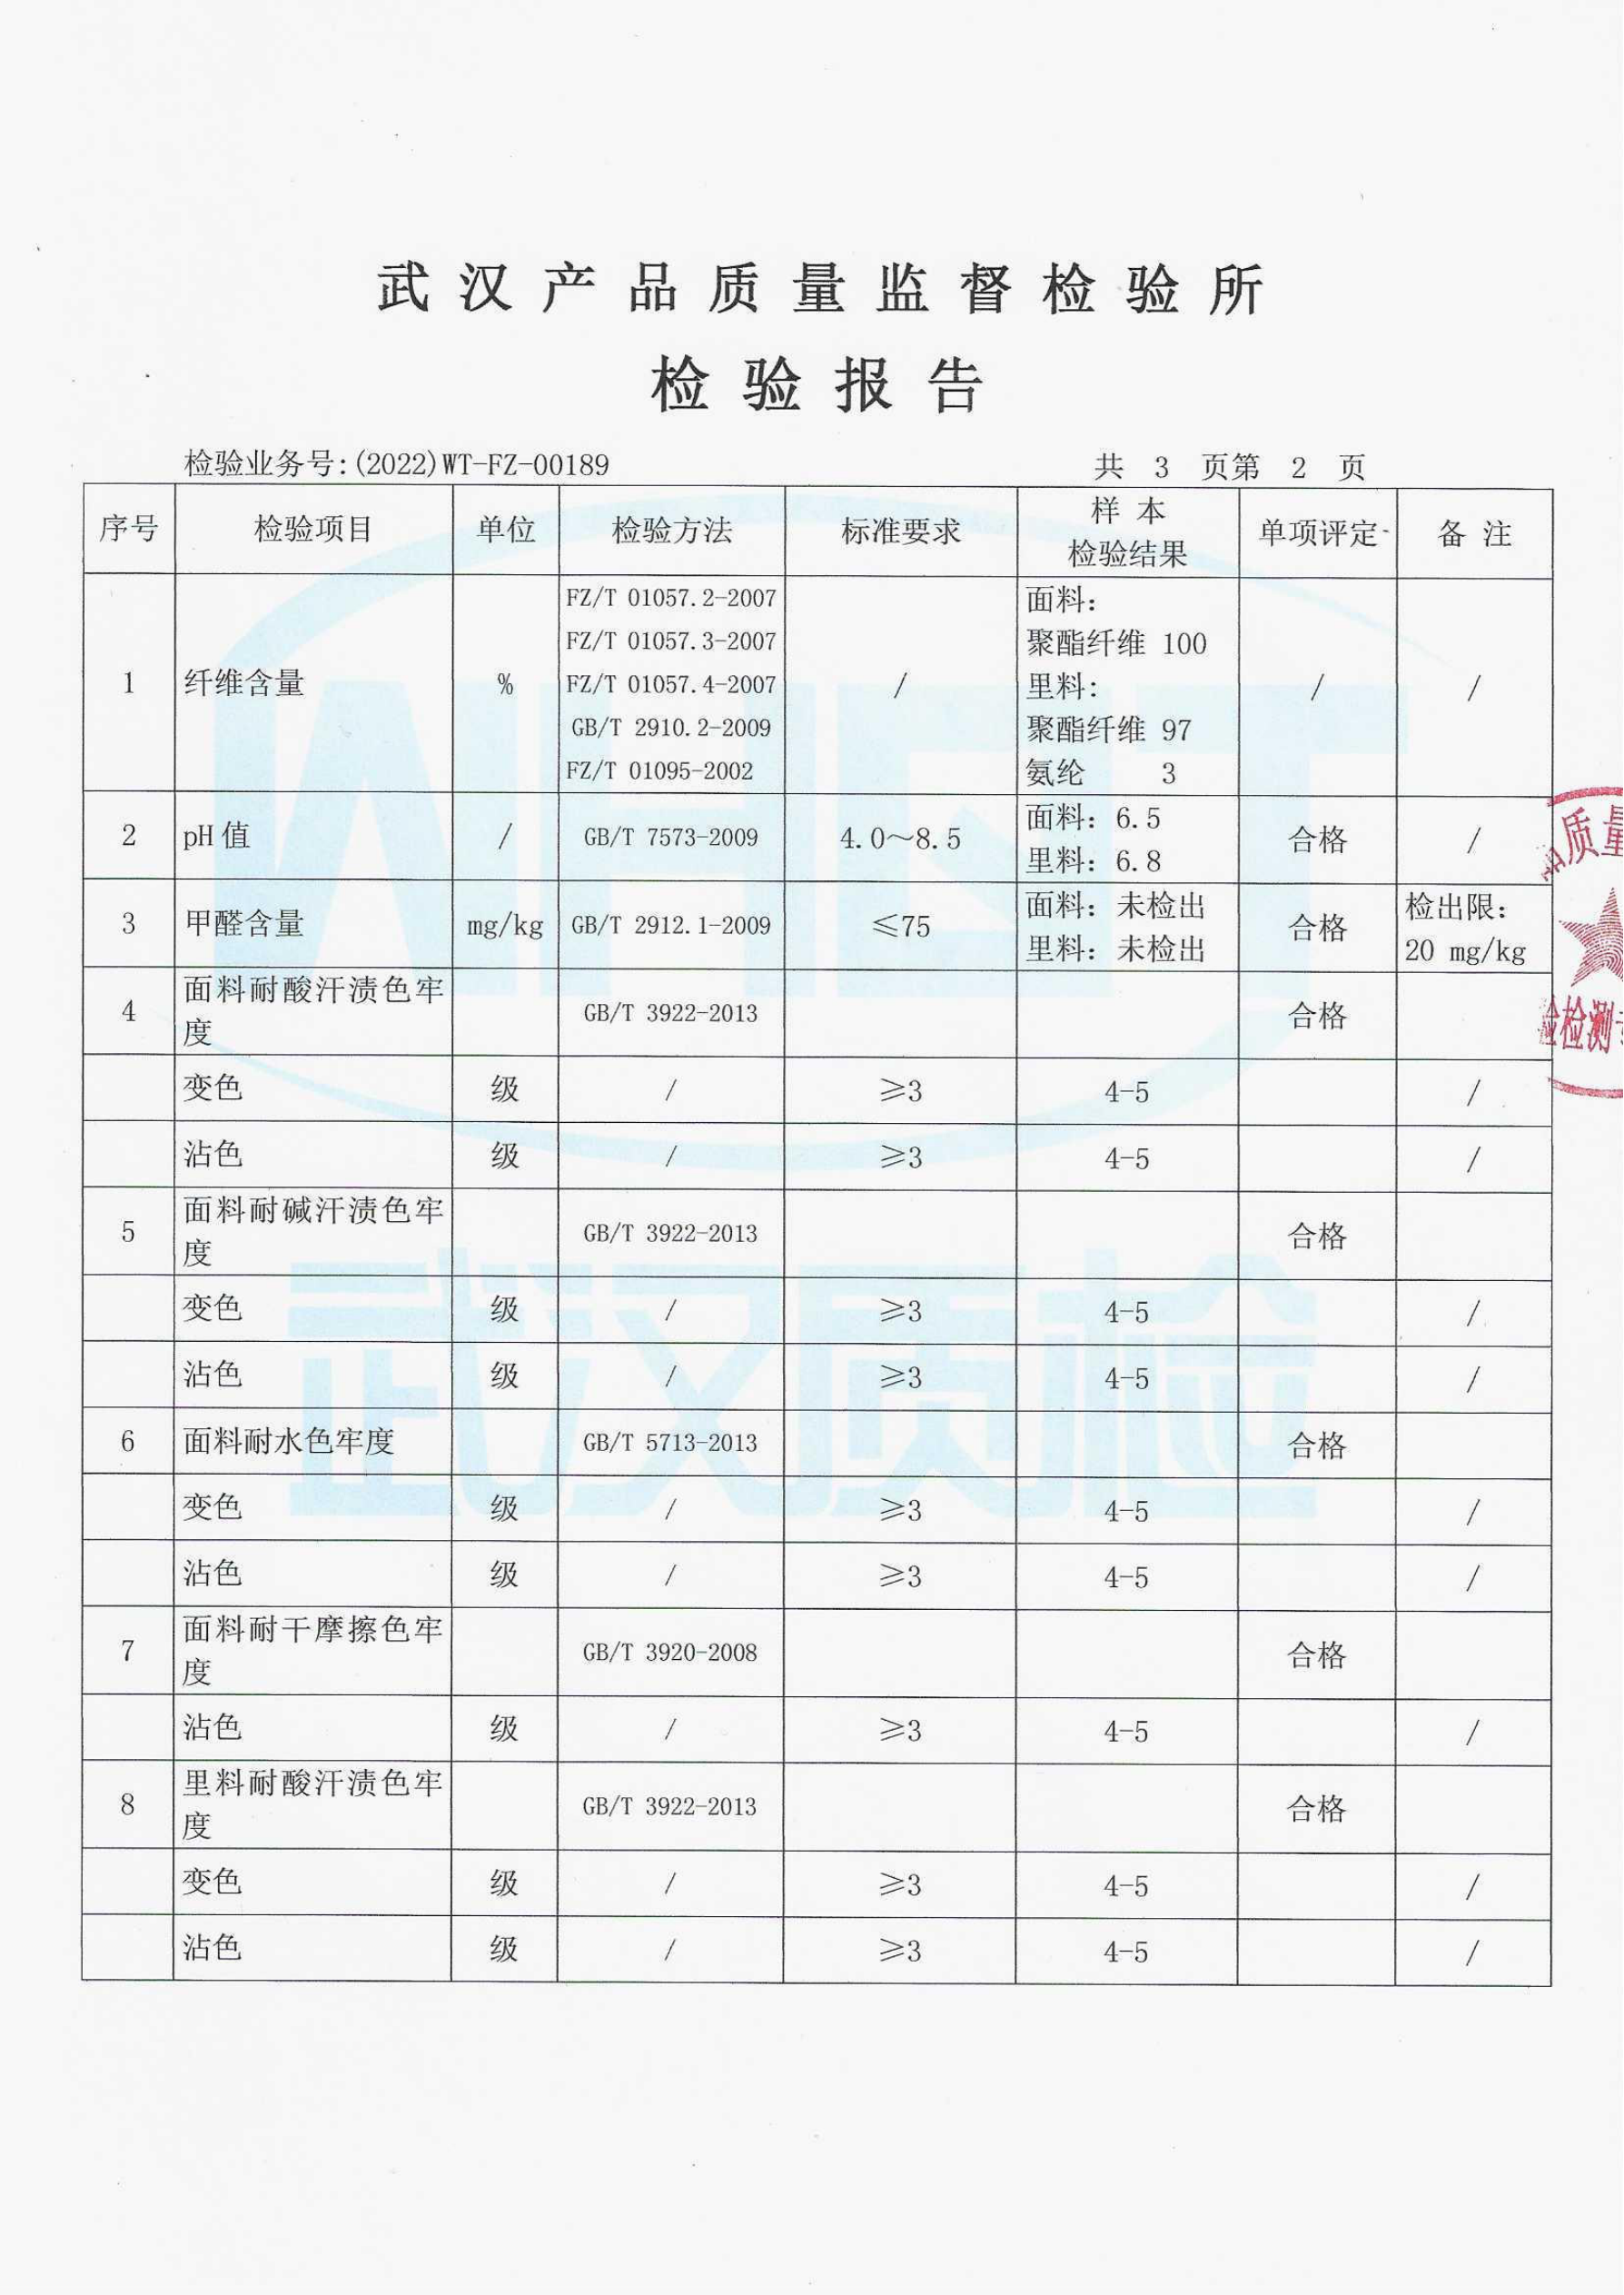 武汉产品质量监督检验所
检验报告
检验业务号:(2022)WT-FZ-00189 共 3 页第 2 页
序号 检验项目 单位 检验方法 标准要求 样 本 检验结果 单项评定 备 注
1 纤维含量 % / / /
FZ/T 01057.2-2007
FZ/T 01057.3-2007
FZ/T 01057.4-2007
GB/T 2910.2-2009
FZ/T 01095-2002
面料:
聚酯纤维 100
里料:
聚酯纤维 97
氨纶 3
2 pH值 / GB/T 7573-2009 4.0～8.5 合格 /
面料: 6.5
里料: 6.8
3 甲醛含量 mg/kg GB/T 2912.1-2009 ≤75 合格
面料: 未检出
里料: 未检出
检出限:
20 mg/kg
4 面料耐酸汗渍色牢 GB/T 3922-2013 合格
度
变色 级 / ≥3 4-5 /
沾色 级 / ≥3 4-5 /
5 面料耐碱汗渍色牢 GB/T 3922-2013 合格
度
变色 级 / ≥3 4-5 /
沾色 级 / ≥3 4-5 /
6 面料耐水色牢度 GB/T 5713-2013 合格
变色 级 / ≥3 4-5 /
沾色 级 / ≥3 4-5 /
7 面料耐干摩擦色牢 GB/T 3920-2008 合格
度
沾色 级 / ≥3 4-5 /
8 里料耐酸汗渍色牢 GB/T 3922-2013 合格
度
变色 级 / ≥3 4-5 /
沾色 级 / ≥3 4-5 /
武汉质检
质量
检测